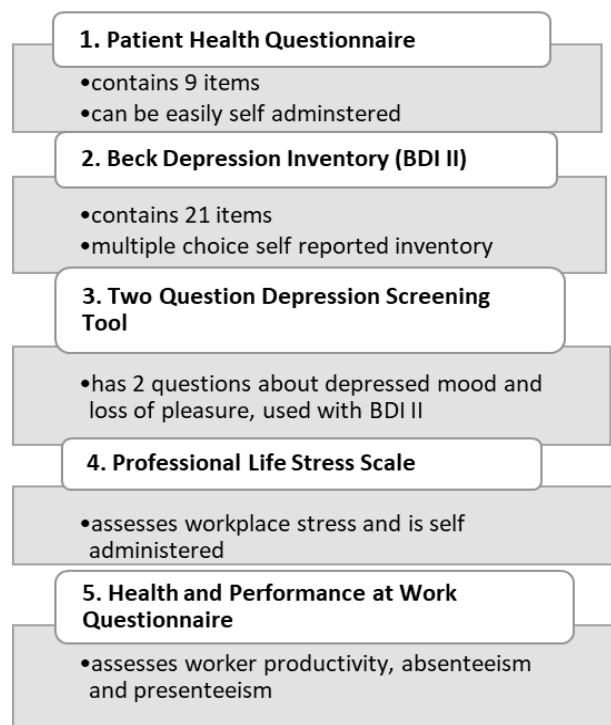 1. Patient Health Questionnaire
•contains 9 items
•can be easily self adminstered
2. Beck Depression Inventory (BDI II)
•contains 21 items
•multiple choice self reported inventory
3. Two Question Depression Screening
Tool
•has 2 questions about depressed mood and
loss of pleasure, used with BDI II
4. Professional Life Stress Scale
•assesses workplace stress and is self
administered
5. Health and Performance at Work
Questionnaire
•assesses worker productivity, absenteeism
and presenteeism